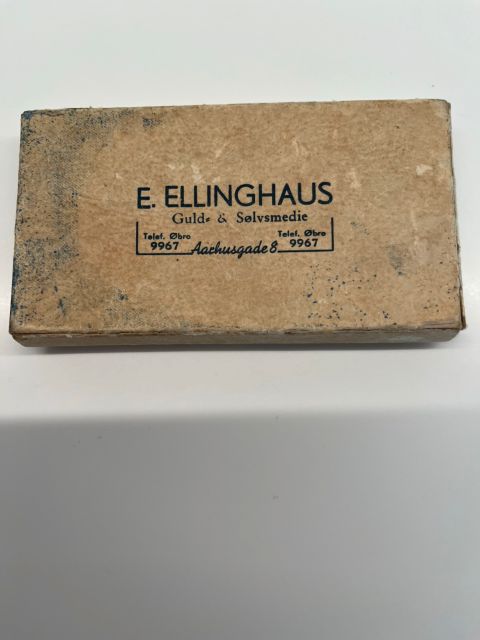 E. ELLINGHAUS
Guld- & Sølvsmedie
Telef. Øbro Telef. Øbro
9967 Aarhusgade 8 9967